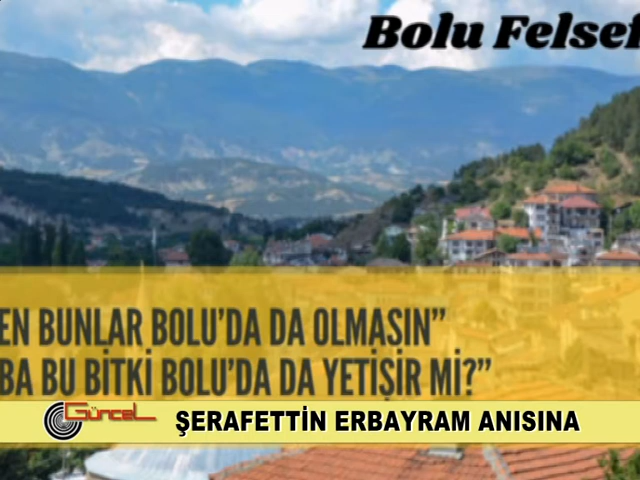 Bolu Felsef
EN BUNLAR BOLU'DA DA OLMASIN”
BA BU BİTKİ BOLU'DA DA YETİŞİR Mİ?”
Güncel ŞERAFETTİN ERBAYRAM ANISINA